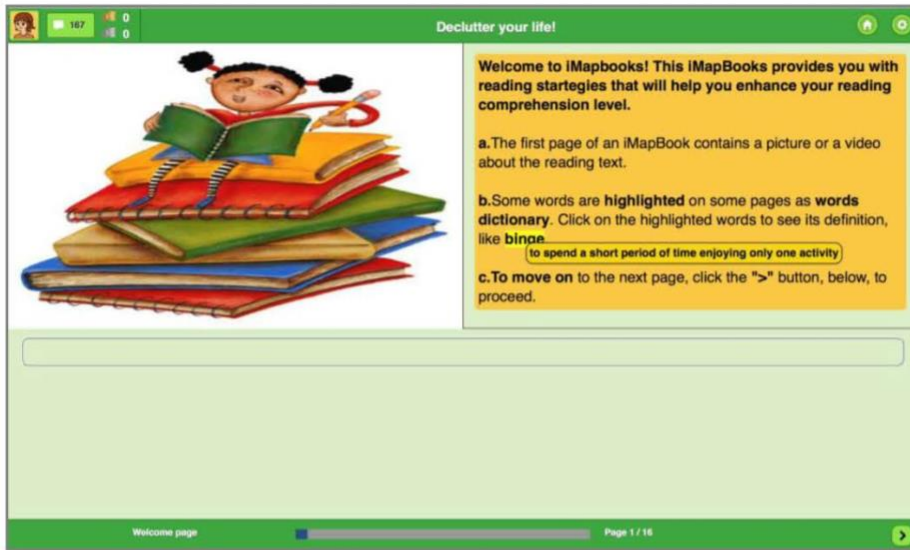 167
0
0
Declutter your life!
Welcome to iMapbooks! This iMapBooks provides you with
reading startegies that will help you enhance your reading
comprehension level.
a.The first page of an iMapBook contains a picture or a video
about the reading text.
b.Some words are highlighted on some pages as words
dictionary. Click on the highlighted words to see its definition,
like binge
to spend a short period of time enjoying only one activity
c.To move on to the next page, click the ">" button, below, to
proceed.
Welcome page
Page 1 / 16
>